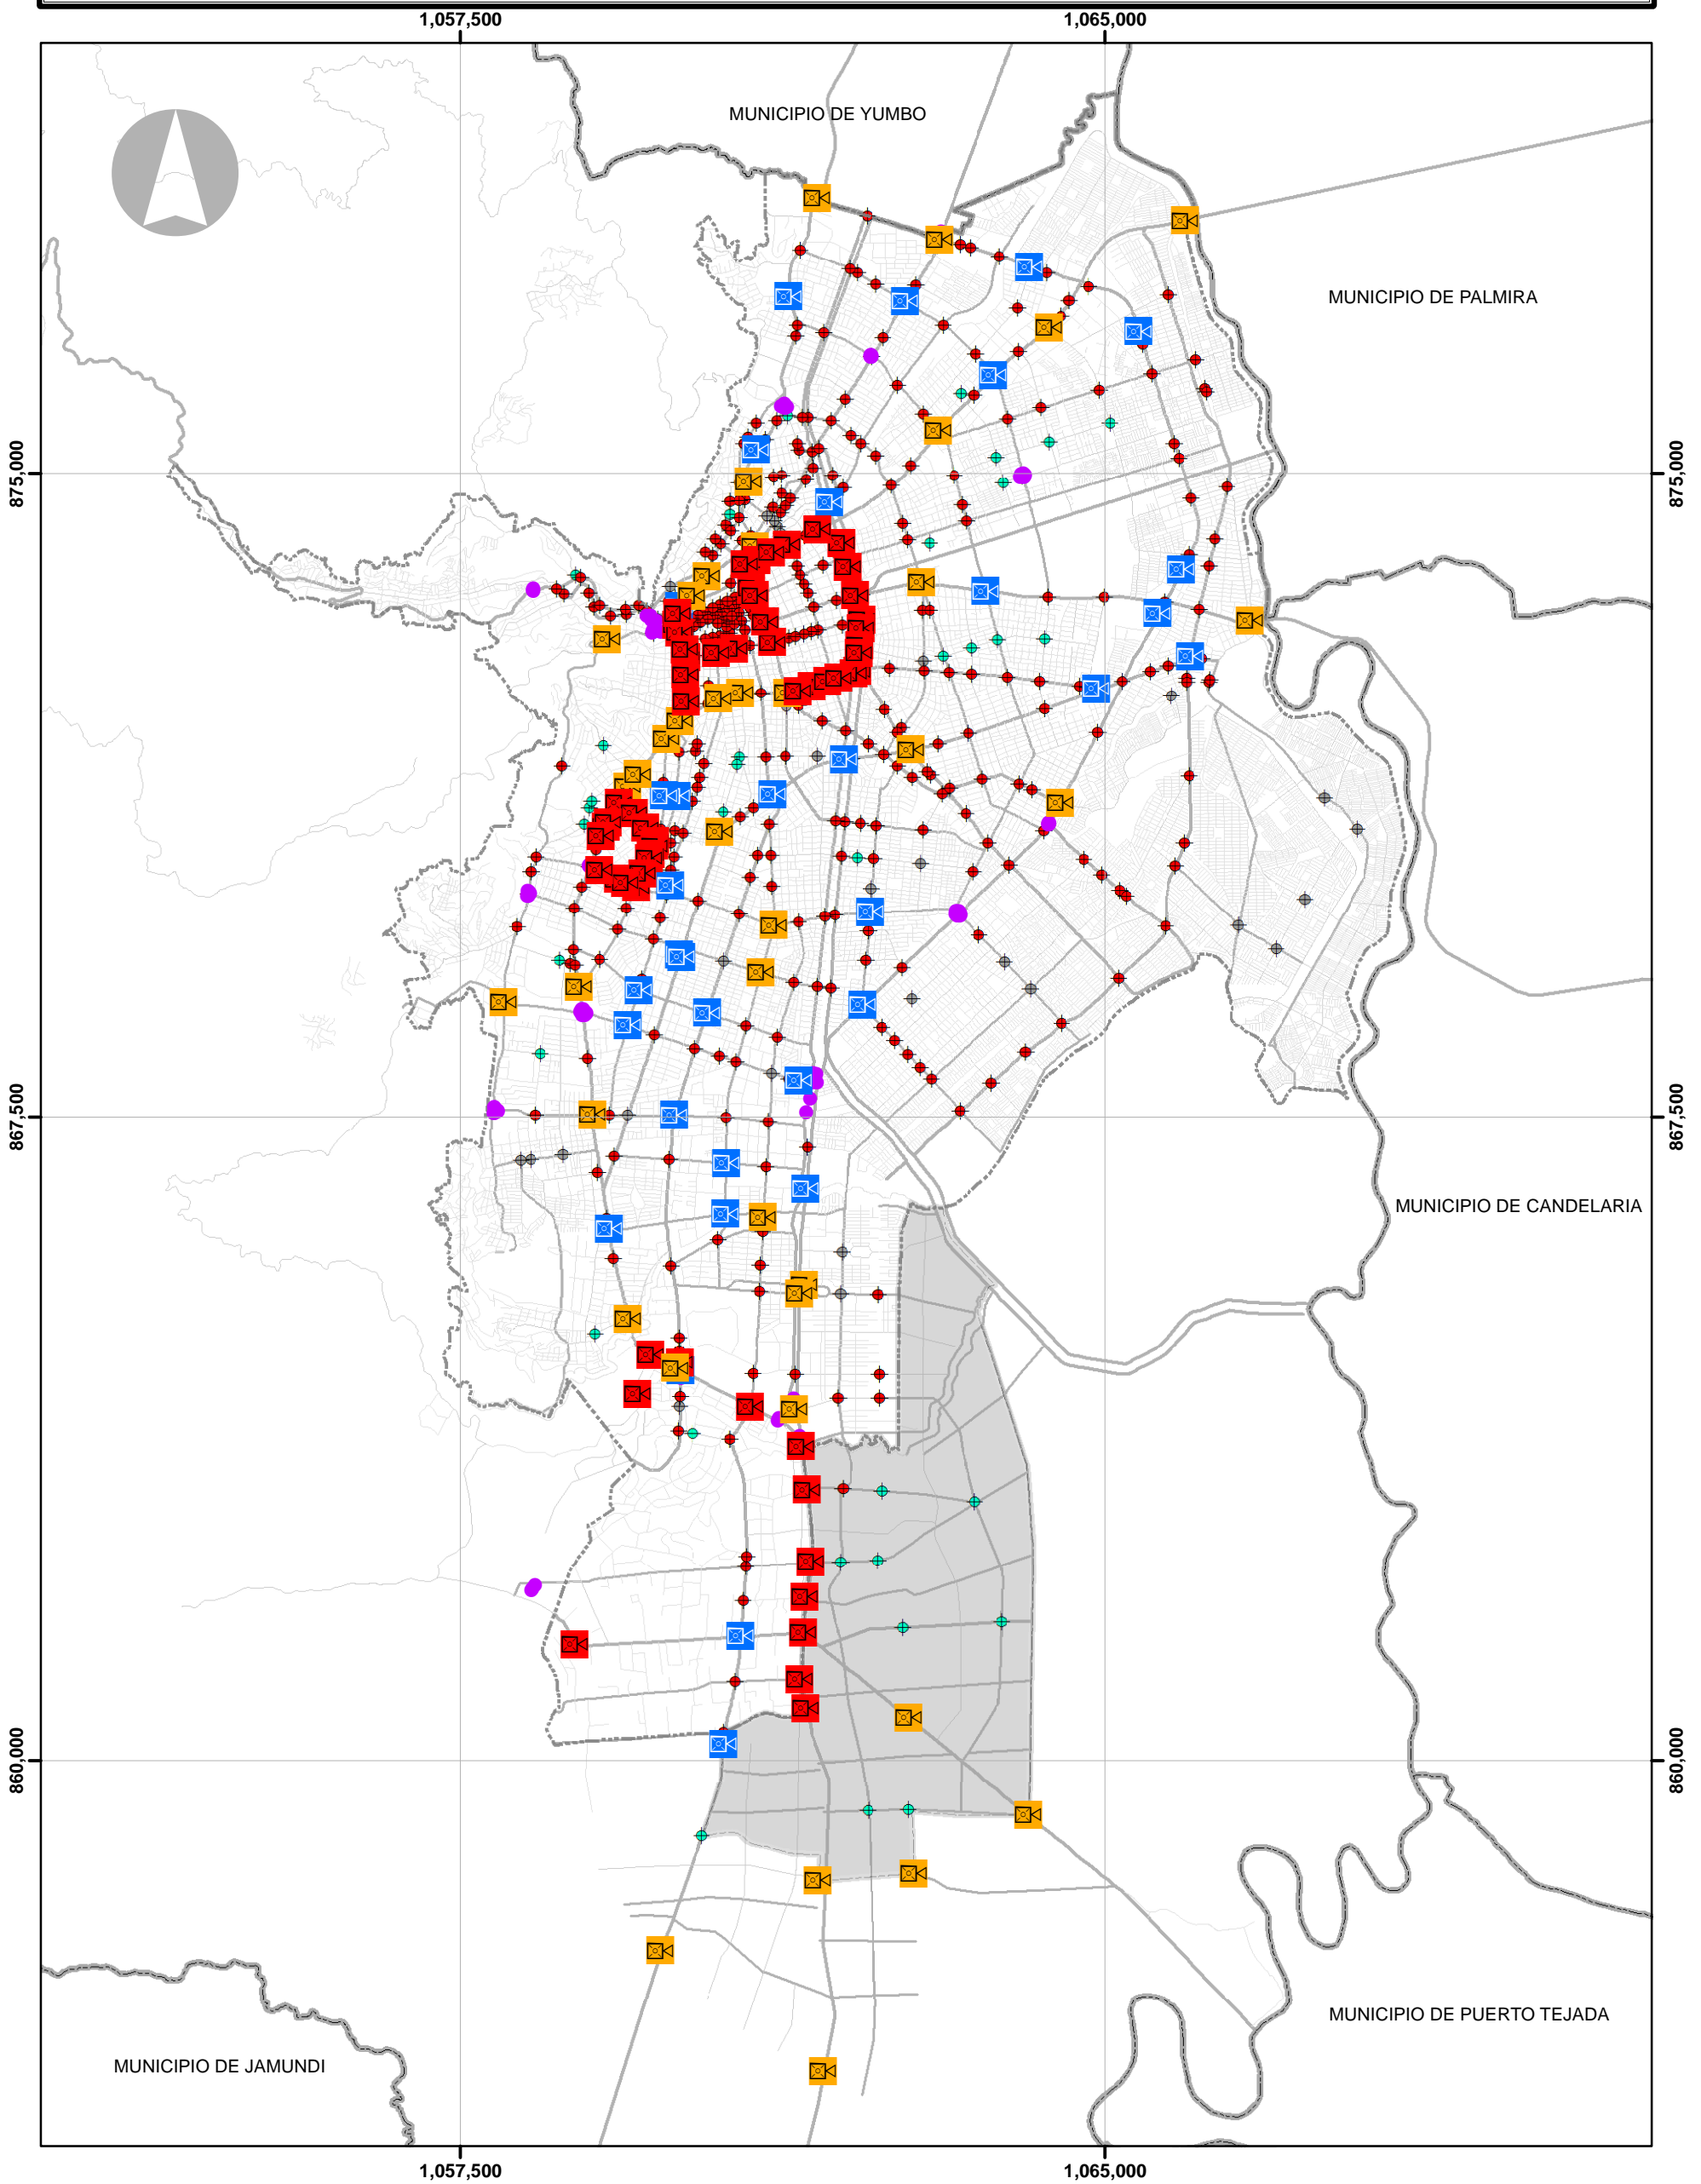 1,057,500
1,065,000
MUNICIPIO DE YUMBO
MUNICIPIO DE PALMIRA
875,000
875,000
867,500
867,500
MUNICIPIO DE CANDELARIA
860,000
860,000
MUNICIPIO DE PUERTO TEJADA
MUNICIPIO DE JAMUNDI
1,057,500
1,065,000